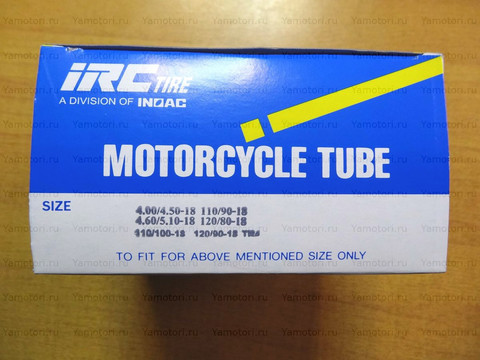 iRC TIRE
A DIVISION OF INOAC
MOTORCYCLE TUBE
SIZE
4.00/4.50-18 110/90-18
4.60/5.10-18 120/80-18
110/100-18 120/90-18 TR4
TO FIT FOR ABOVE MENTIONED SIZE ONLY
Yamotori.ru